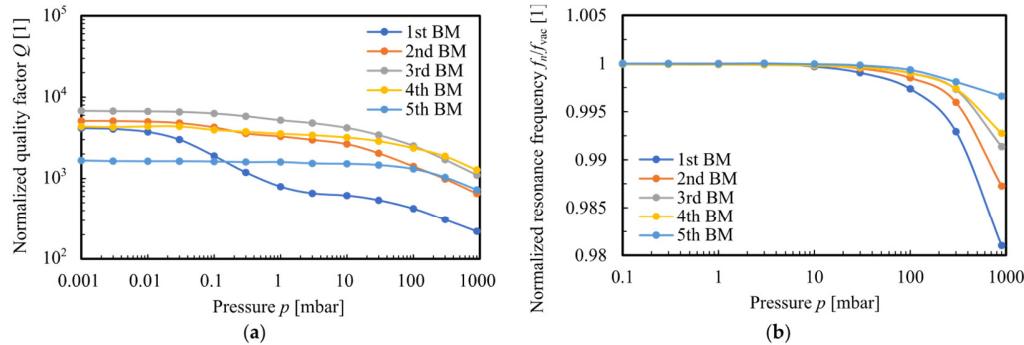 Normalized quality factor Q [1]
10⁵
10⁴
10³
10²
1st BM
2nd BM
3rd BM
4th BM
5th BM
0.001 0.01 0.1 1 10 100 1000
Pressure p [mbar]
(a)
Normalized resonance frequency fₙ/fvac [1]
1.005
1
0.995
0.99
0.985
0.98
1st BM
2nd BM
3rd BM
4th BM
5th BM
0.1 1 10 100 1000
Pressure p [mbar]
(b)